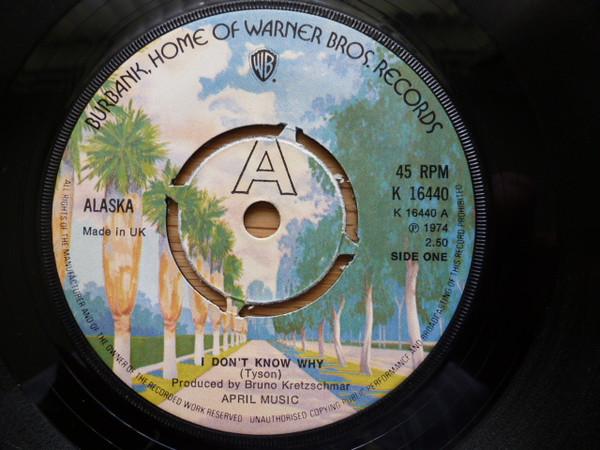 BURBANK, HOME OF WARNER BROS. RECORDS
WB
A
45 RPM
K 16440
K 16440 A
℗ 1974
2.50
SIDE ONE
ALASKA
Made in UK
I DON'T KNOW WHY
(Tyson)
Produced by Bruno Kretzschmar
APRIL MUSIC
ALL RIGHTS OF THE MANUFACTURER AND OF THE OWNER OF THE RECORDED WORK RESERVED UNAUTHORISED COPYING PUBLIC PERFORMANCE AND BROADCASTING OF THIS RECORD PROHIBITED